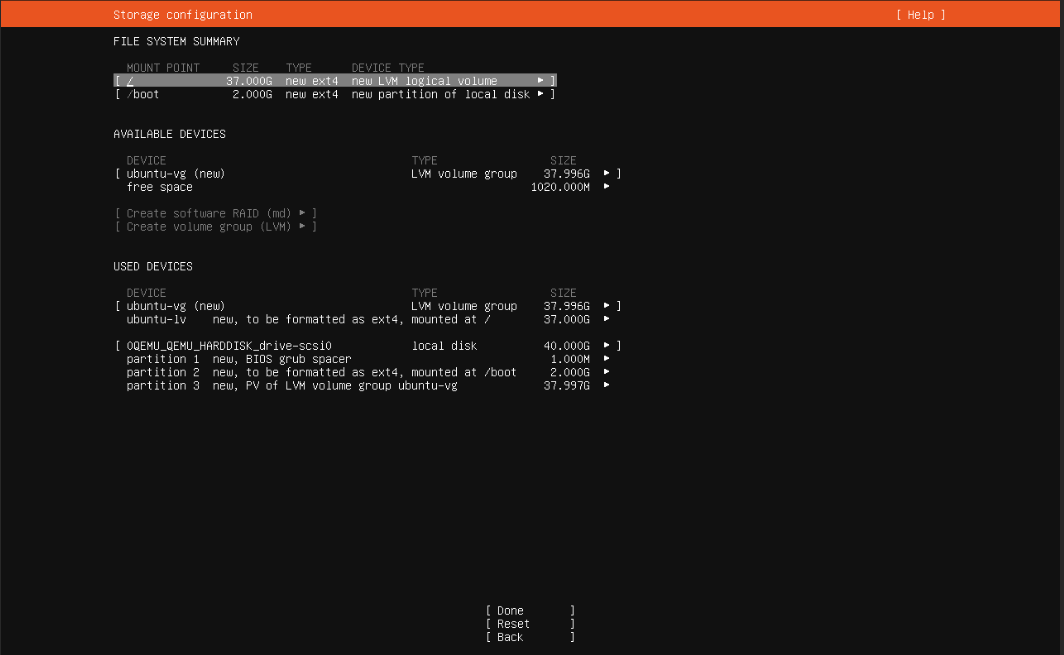 Storage configuration [ Help ]
FILE SYSTEM SUMMARY
MOUNT POINT SIZE TYPE DEVICE TYPE
[ / 37.000G new ext4 new LVM logical volume ▸ ]
[ /boot 2.000G new ext4 new partition of local disk ▸ ]
AVAILABLE DEVICES
DEVICE TYPE SIZE
[ ubuntu-vg (new) LVM volume group 37.996G ▸ ]
free space 1020.000M ▸
[ Create software RAID (md) ▸ ]
[ Create volume group (LVM) ▸ ]
USED DEVICES
DEVICE TYPE SIZE
[ ubuntu-vg (new) LVM volume group 37.996G ▸ ]
ubuntu-lv new, to be formatted as ext4, mounted at / 37.000G ▸
[ 0QEMU_QEMU_HARDDISK_drive-scsi0 local disk 40.000G ▸ ]
partition 1 new, BIOS grub spacer 1.000M ▸
partition 2 new, to be formatted as ext4, mounted at /boot 2.000G ▸
partition 3 new, PV of LVM volume group ubuntu-vg 37.997G ▸
[ Done ]
[ Reset ]
[ Back ]